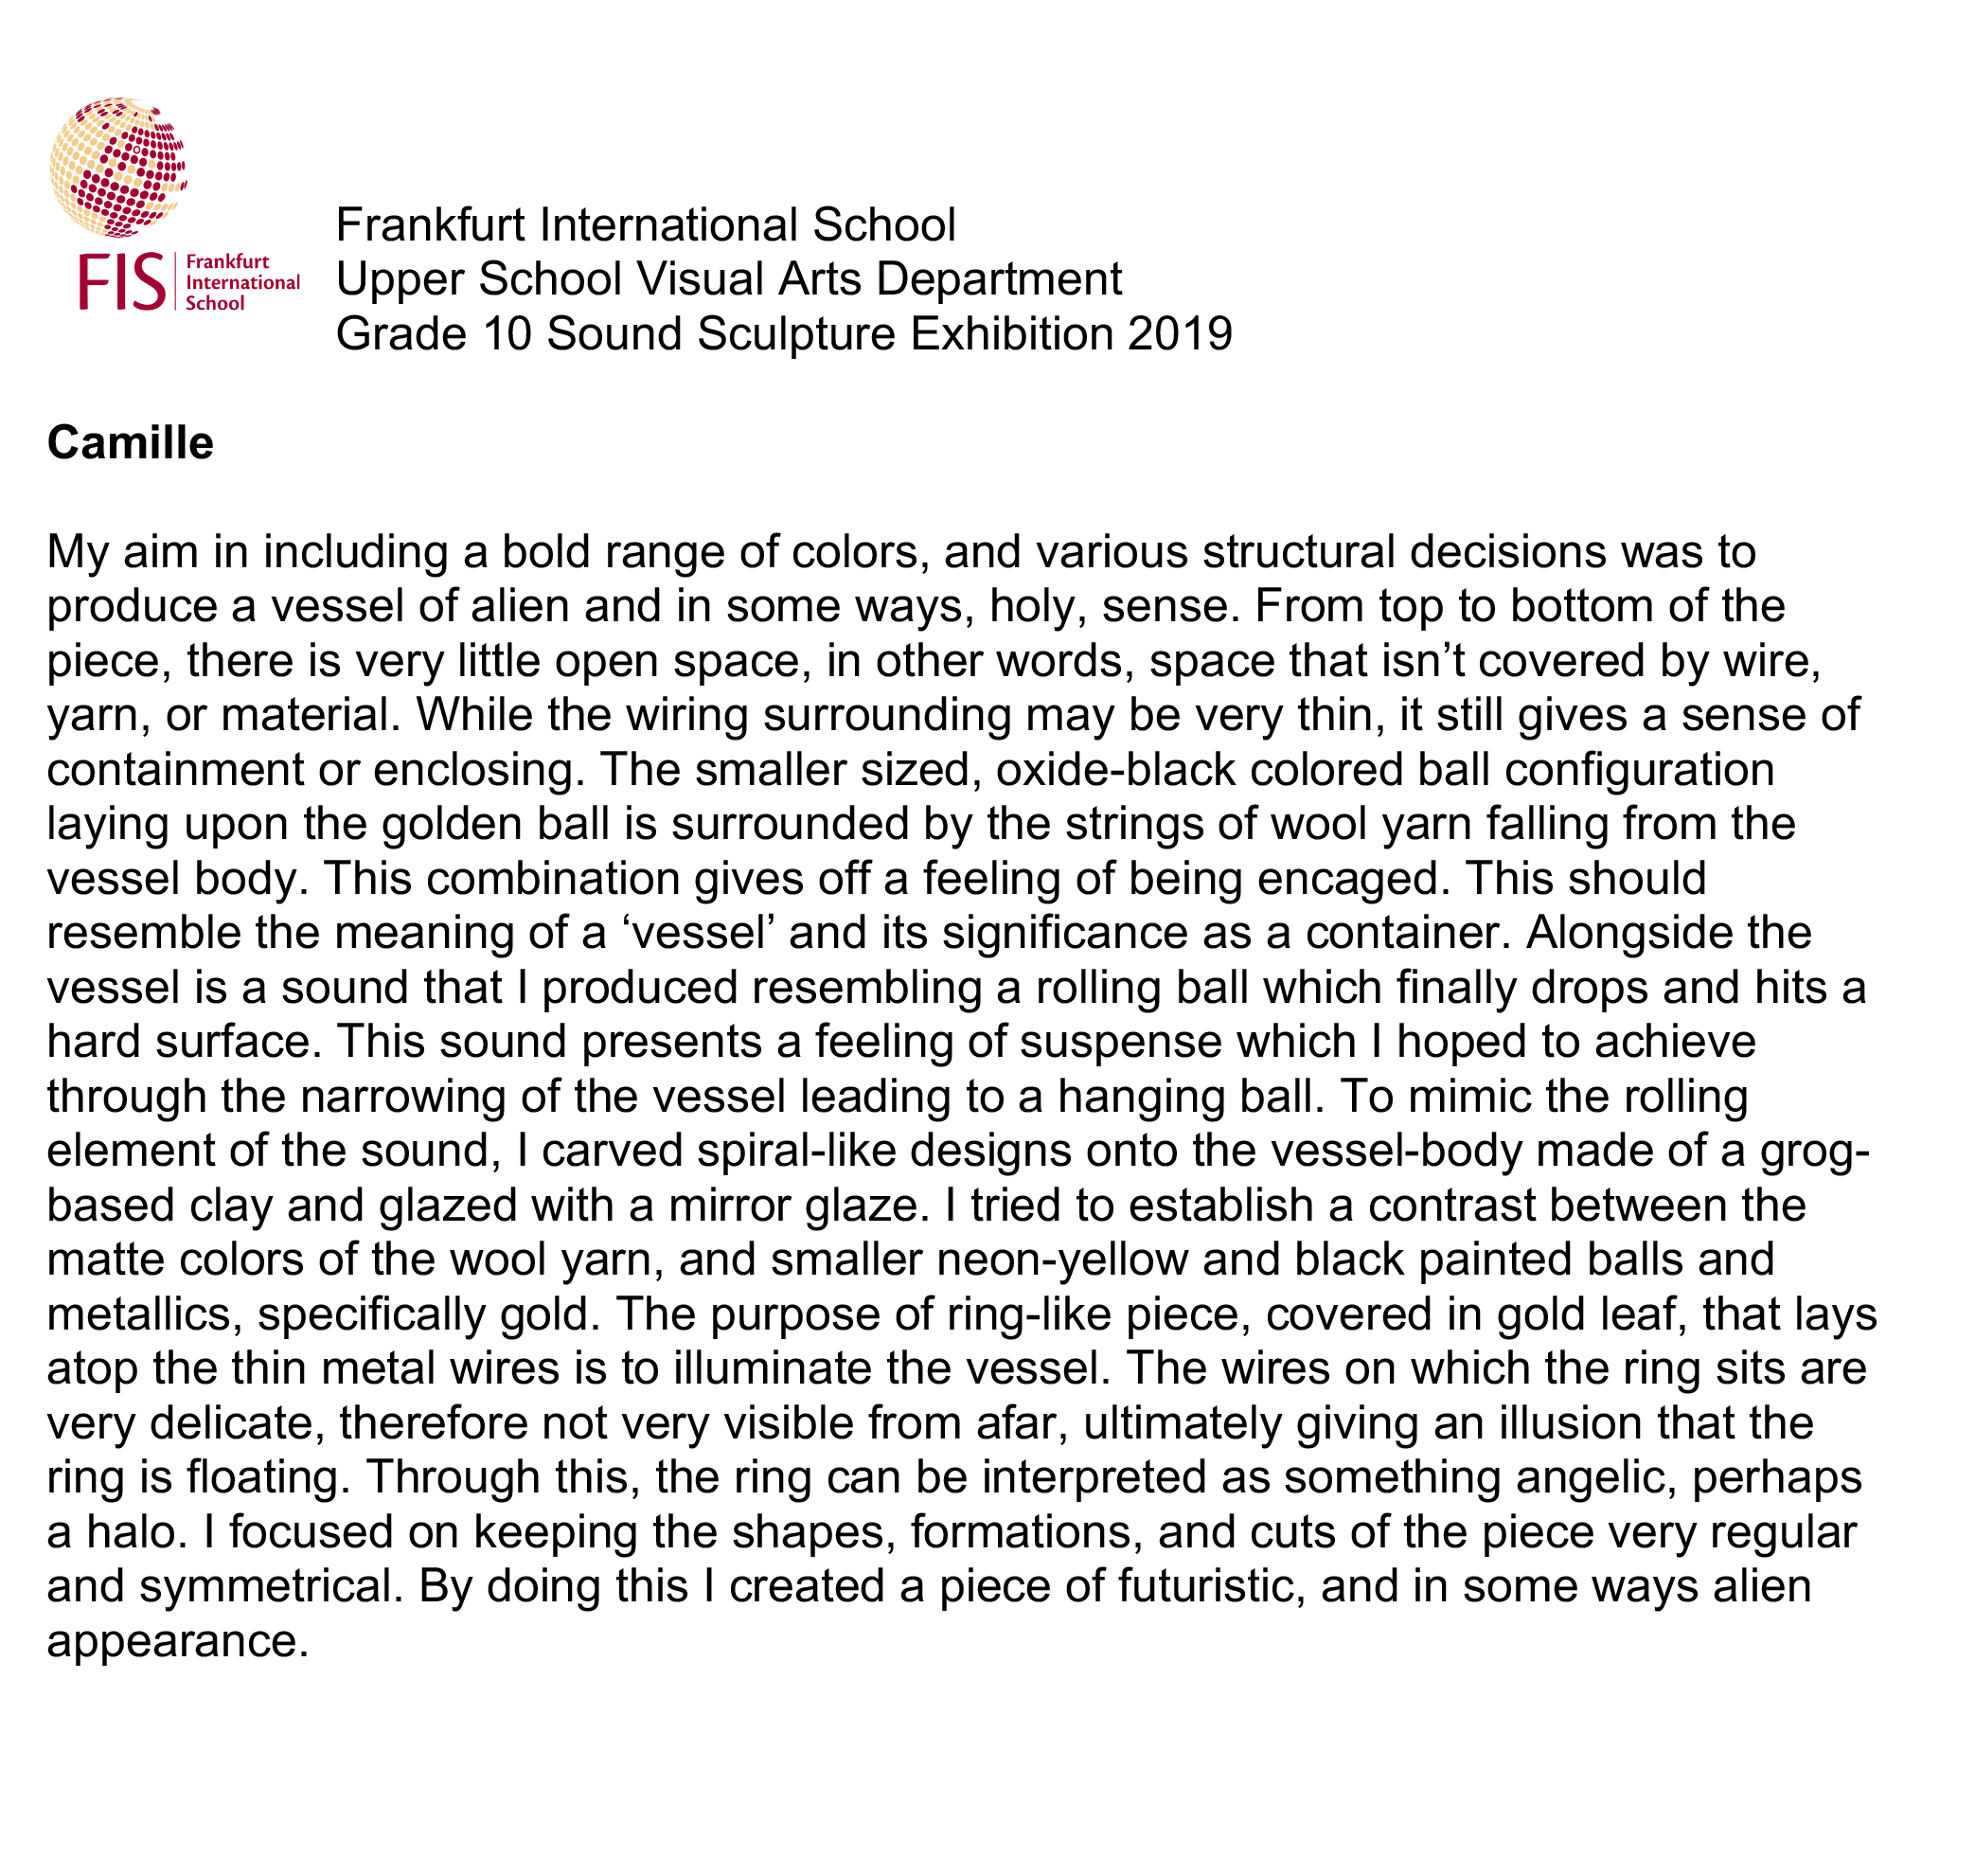 FIS
Frankfurt
International
School
Frankfurt International School
Upper School Visual Arts Department
Grade 10 Sound Sculpture Exhibition 2019
Camille
My aim in including a bold range of colors, and various structural decisions was to
produce a vessel of alien and in some ways, holy, sense. From top to bottom of the
piece, there is very little open space, in other words, space that isn’t covered by wire,
yarn, or material. While the wiring surrounding may be very thin, it still gives a sense of
containment or enclosing. The smaller sized, oxide-black colored ball configuration
laying upon the golden ball is surrounded by the strings of wool yarn falling from the
vessel body. This combination gives off a feeling of being encaged. This should
resemble the meaning of a ‘vessel’ and its significance as a container. Alongside the
vessel is a sound that I produced resembling a rolling ball which finally drops and hits a
hard surface. This sound presents a feeling of suspense which I hoped to achieve
through the narrowing of the vessel leading to a hanging ball. To mimic the rolling
element of the sound, I carved spiral-like designs onto the vessel-body made of a grog-
based clay and glazed with a mirror glaze. I tried to establish a contrast between the
matte colors of the wool yarn, and smaller neon-yellow and black painted balls and
metallics, specifically gold. The purpose of ring-like piece, covered in gold leaf, that lays
atop the thin metal wires is to illuminate the vessel. The wires on which the ring sits are
very delicate, therefore not very visible from afar, ultimately giving an illusion that the
ring is floating. Through this, the ring can be interpreted as something angelic, perhaps
a halo. I focused on keeping the shapes, formations, and cuts of the piece very regular
and symmetrical. By doing this I created a piece of futuristic, and in some ways alien
appearance.